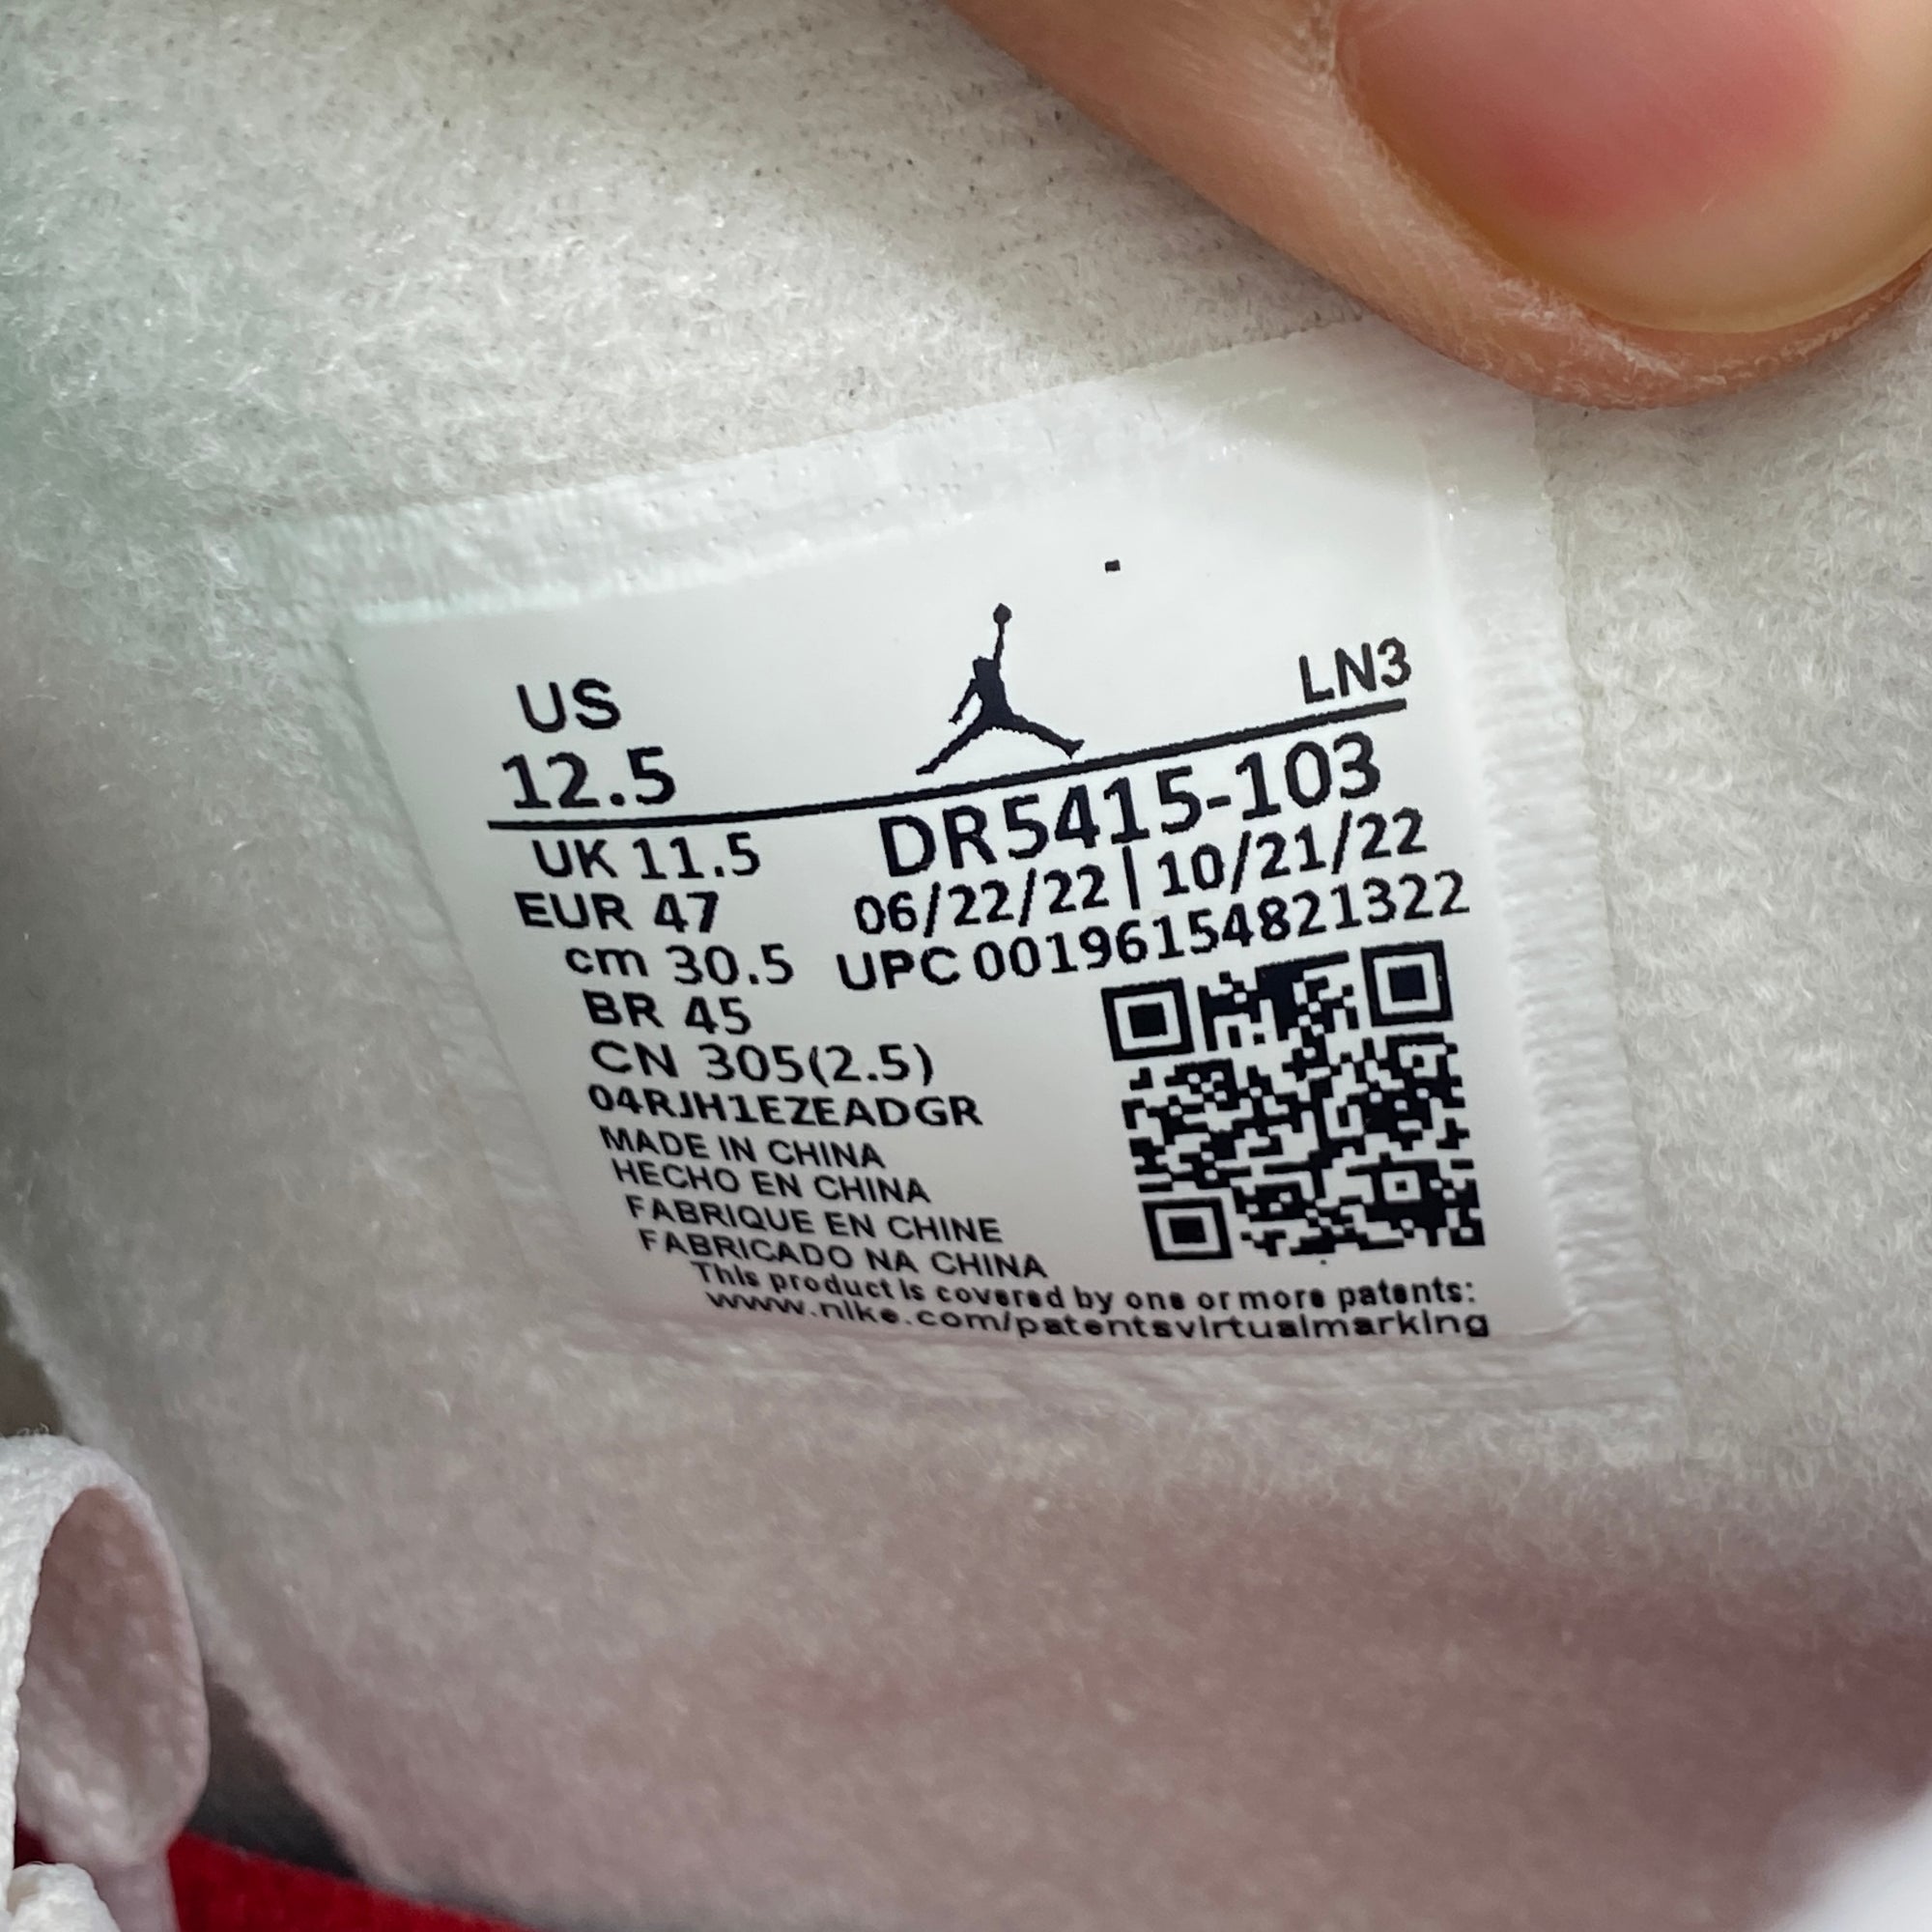 US
LN3
12.5
DR5415-103
UK 11.5
06/22/22 | 10/21/22
EUR 47
UPC 00196154821322
cm 30.5
BR 45
CN 305(2.5)
04RJH1EZEADGR
MADE IN CHINA
HECHO EN CHINA
FABRIQUE EN CHINE
FABRICADO NA CHINA
This product is covered by one or more patents:
www.nike.com/patentsvirtualmarking